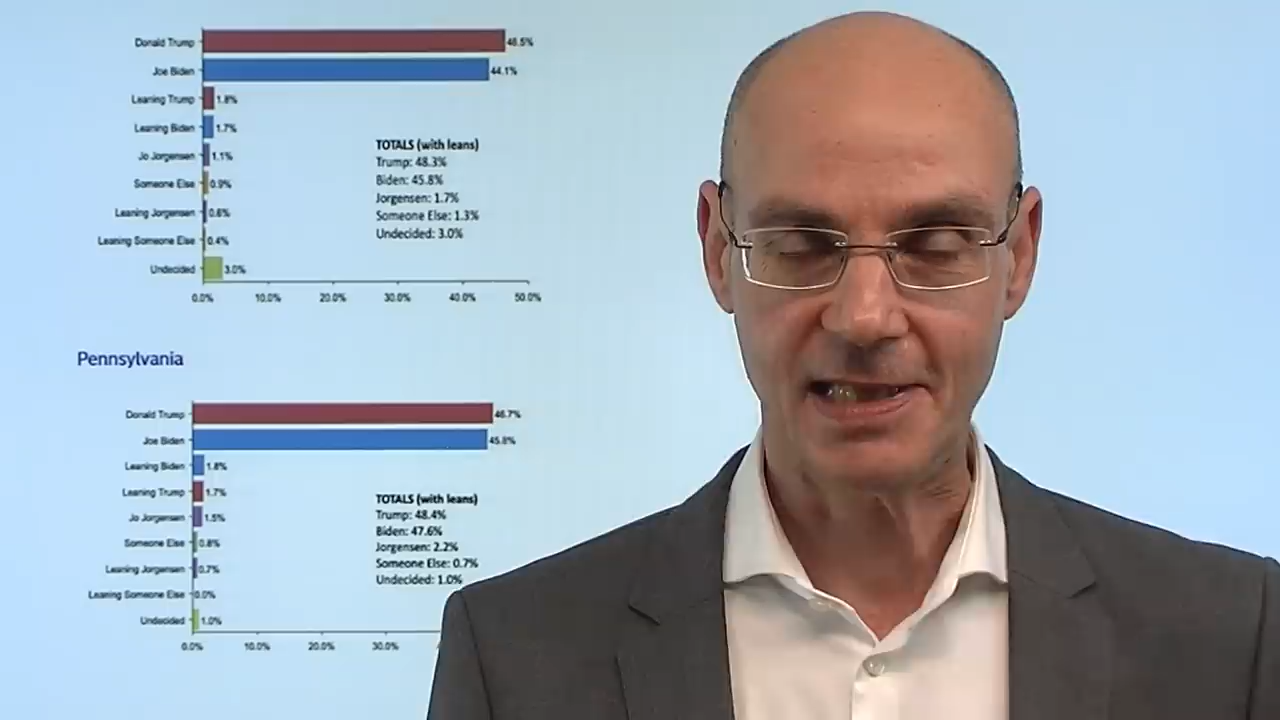 Donald Trump 46.5%
Joe Biden 44.1%
Leaning Trump 1.8%
Leaning Biden 1.7%
Jo Jorgensen 1.1%
Someone Else 0.9%
Leaning Jorgensen 0.6%
Leaning Someone Else 0.4%
Undecided 3.0%
0.0% 10.0% 20.0% 30.0% 40.0% 50.0%
TOTALS (with leans)
Trump: 48.3%
Biden: 45.8%
Jorgensen: 1.7%
Someone Else: 1.3%
Undecided: 3.0%
Pennsylvania
Donald Trump 46.7%
Joe Biden 45.8%
Leaning Biden 1.8%
Leaning Trump 1.7%
Jo Jorgensen 1.5%
Someone Else 0.8%
Leaning Jorgensen 0.7%
Leaning Someone Else 0.0%
Undecided 1.0%
0.0% 10.0% 20.0% 30.0%
TOTALS (with leans)
Trump: 48.4%
Biden: 47.6%
Jorgensen: 2.2%
Someone Else: 0.7%
Undecided: 1.0%